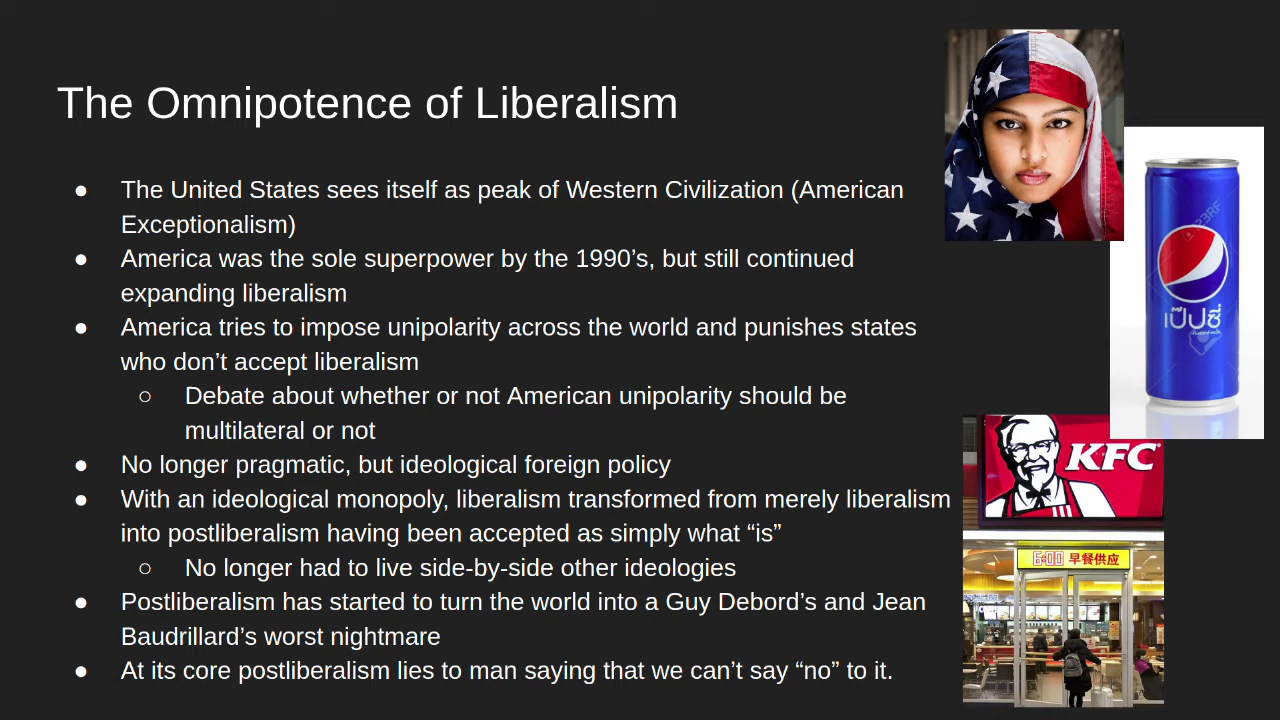 The Omnipotence of Liberalism
● The United States sees itself as peak of Western Civilization (American
Exceptionalism)
● America was the sole superpower by the 1990’s, but still continued
expanding liberalism
● America tries to impose unipolarity across the world and punishes states
who don’t accept liberalism
○ Debate about whether or not American unipolarity should be
multilateral or not
● No longer pragmatic, but ideological foreign policy
● With an ideological monopoly, liberalism transformed from merely liberalism
into postliberalism having been accepted as simply what “is”
○ No longer had to live side-by-side other ideologies
● Postliberalism has started to turn the world into a Guy Debord’s and Jean
Baudrillard’s worst nightmare
● At its core postliberalism lies to man saying that we can’t say “no” to it.
123RF
เป๊ปซี่
KFC
6:00 早餐供应